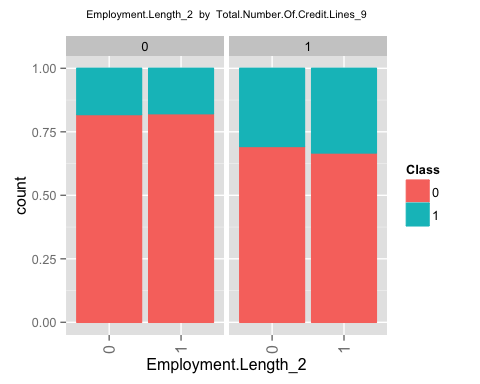 Employment.Length_2 by Total.Number.Of.Credit.Lines_9
0 1
1.00
0.75
0.50
0.25
0.00
count
0 1 0 1
Employment.Length_2
Class
0
1